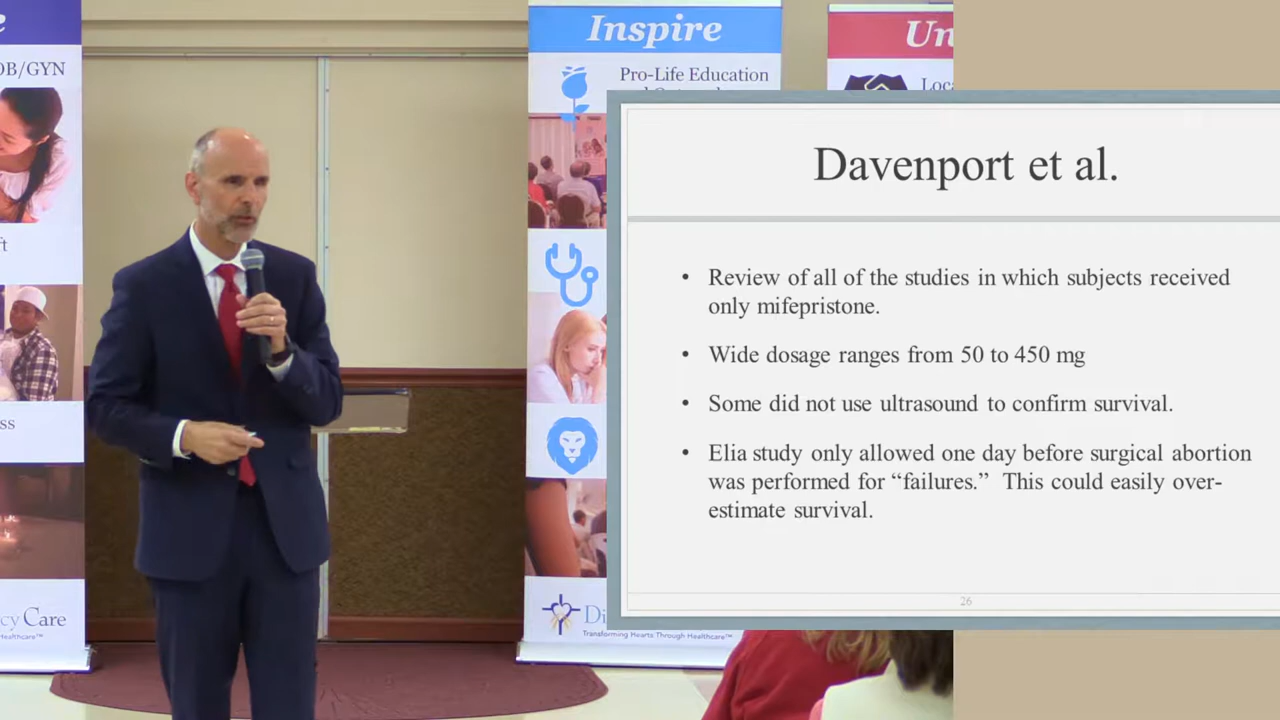 OB/GYN
cy Care
Healthcare™
Inspire
Pro-Life Education
Transforming Hearts Through Healthcare™
Davenport et al.
• Review of all of the studies in which subjects received
only mifepristone.
• Wide dosage ranges from 50 to 450 mg
• Some did not use ultrasound to confirm survival.
• Elia study only allowed one day before surgical abortion
was performed for “failures.”  This could easily over-
estimate survival.
26